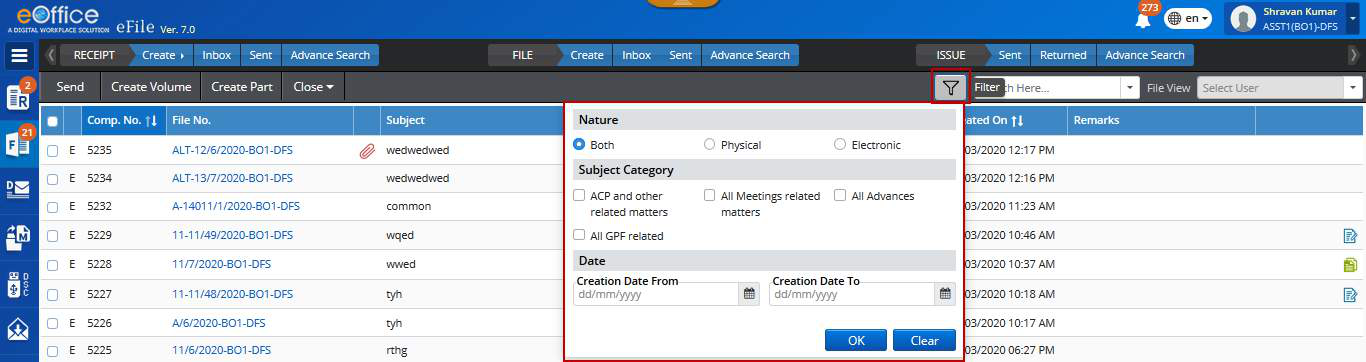 eOffice
A DIGITAL WORKPLACE SOLUTION
eFile Ver. 7.0
273
en
Shravan Kumar
ASST1(BO1)-DFS
RECEIPT Create Inbox Sent Advance Search
FILE Create Inbox Sent Advance Search
ISSUE Sent Returned Advance Search
Send Create Volume Create Part Close
Filter
Here...
File View Select User
2
R
21
F
D
M
DSC
Comp. No. File No. Subject
ated On Remarks
E 5235 ALT-12/6/2020-BO1-DFS wedwedwed
03/2020 12:17 PM
E 5234 ALT-13/7/2020-BO1-DFS wedwedwed
03/2020 12:16 PM
E 5232 A-14011/1/2020-BO1-DFS common
03/2020 11:23 AM
E 5229 11-11/49/2020-BO1-DFS wqed
03/2020 10:46 AM
E 5228 11/7/2020-BO1-DFS wwed
03/2020 10:37 AM
E 5227 11-11/48/2020-BO1-DFS tyh
03/2020 10:18 AM
E 5226 A/6/2020-BO1-DFS tyh
03/2020 10:17 AM
E 5225 11/6/2020-BO1-DFS rthg
03/2020 06:27 PM
Nature
Both Physical Electronic
Subject Category
ACP and other
related matters
All Meetings related
matters
All Advances
All GPF related
Date
Creation Date From
dd/mm/yyyy
Creation Date To
dd/mm/yyyy
OK Clear